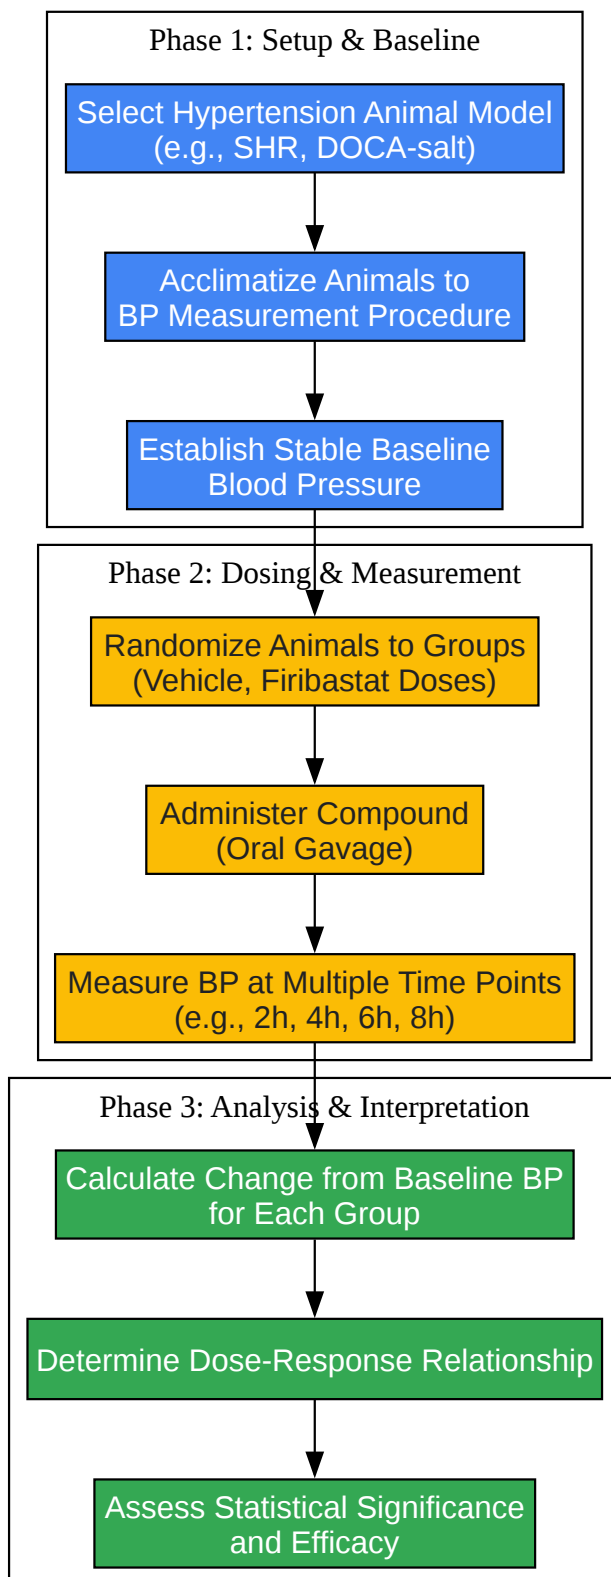 Phase 1: Setup & Baseline
Select Hypertension Animal Model
(e.g., SHR, DOCA-salt)
Acclimatize Animals to
BP Measurement Procedure
Establish Stable Baseline
Blood Pressure
Phase 2: Dosing & Measurement
Randomize Animals to Groups
(Vehicle, Firibastat Doses)
Administer Compound
(Oral Gavage)
Measure BP at Multiple Time Points
(e.g., 2h, 4h, 6h, 8h)
Phase 3: Analysis & Interpretation
Calculate Change from Baseline BP
for Each Group
Determine Dose-Response Relationship
Assess Statistical Significance
and Efficacy